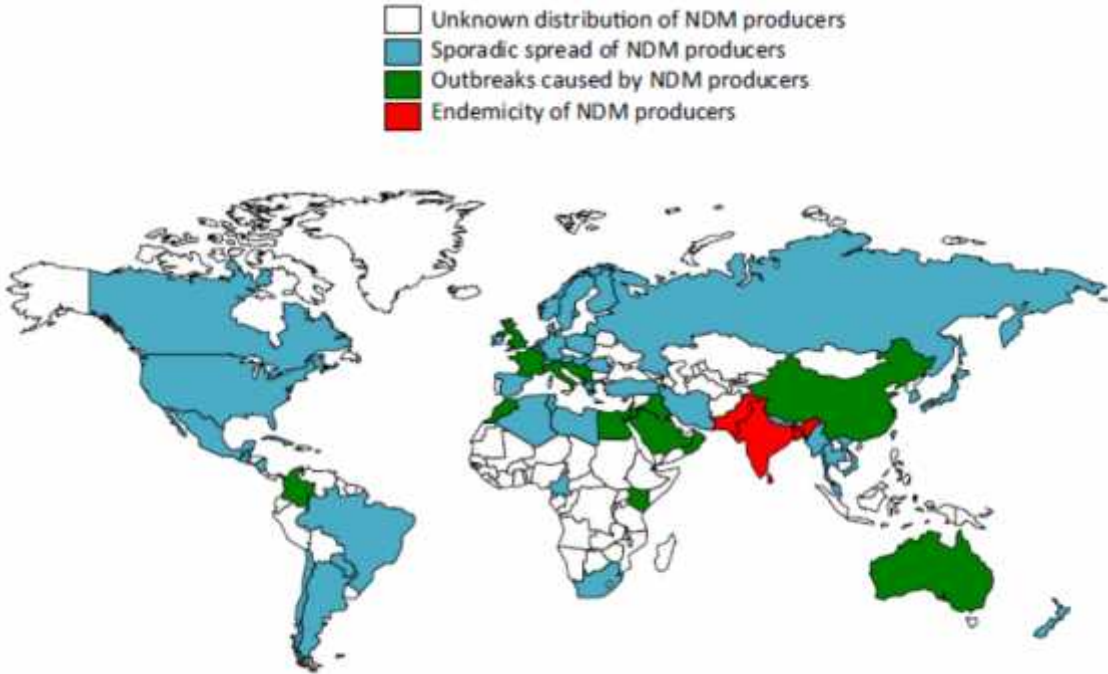 Unknown distribution of NDM producers
Sporadic spread of NDM producers
Outbreaks caused by NDM producers
Endemicity of NDM producers